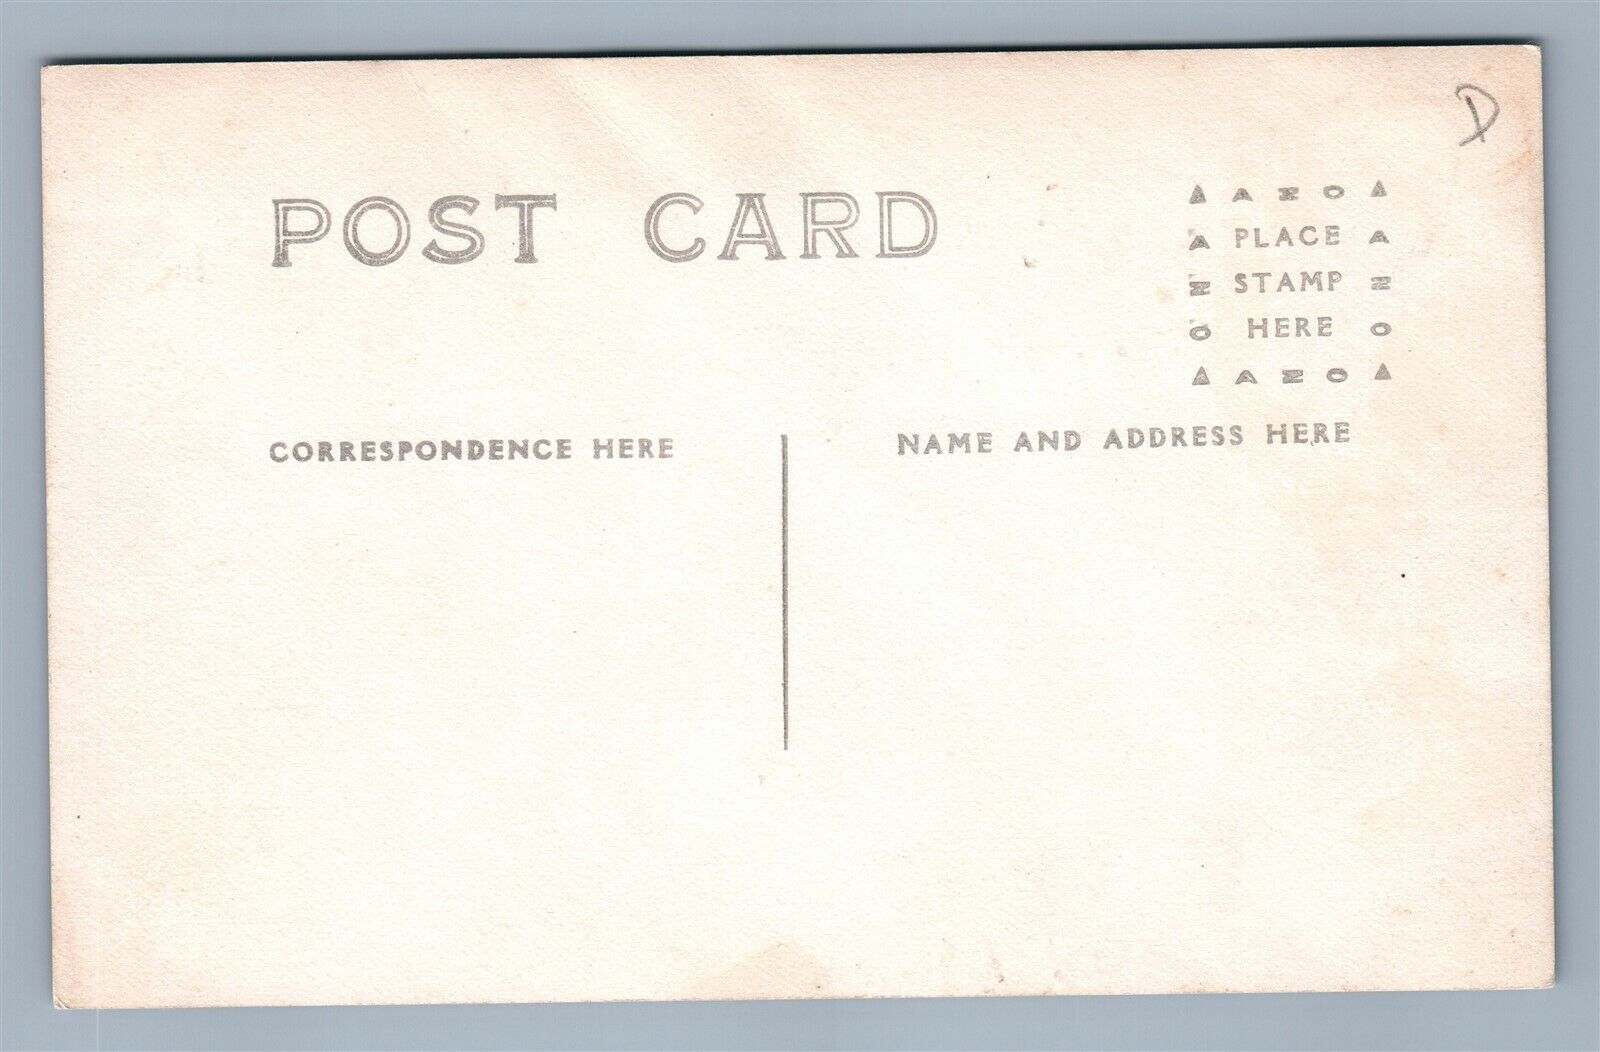 D
POST CARD
▲ A M O ▲
A PLACE A
M STAMP N
O HERE O
▲ A M O ▲
CORRESPONDENCE HERE
NAME AND ADDRESS HERE